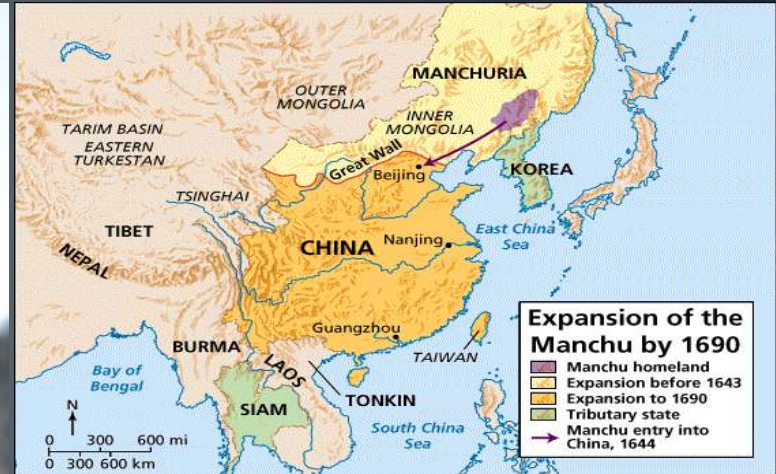 MANCHURIA
OUTER
MONGOLIA
INNER
MONGOLIA
TARIM BASIN
EASTERN
TURKESTAN
Great Wall
Beijing
KOREA
TSINGHAI
TIBET
CHINA
Nanjing
East China
Sea
NEPAL
Guangzhou
BURMA
TAIWAN
LAOS
Bay of
Bengal
TONKIN
SIAM
South China
Sea
N
0 300 600 mi
0 300 600 km
Expansion of the
Manchu by 1690
Manchu homeland
Expansion before 1643
Expansion to 1690
Tributary state
Manchu entry into
China, 1644